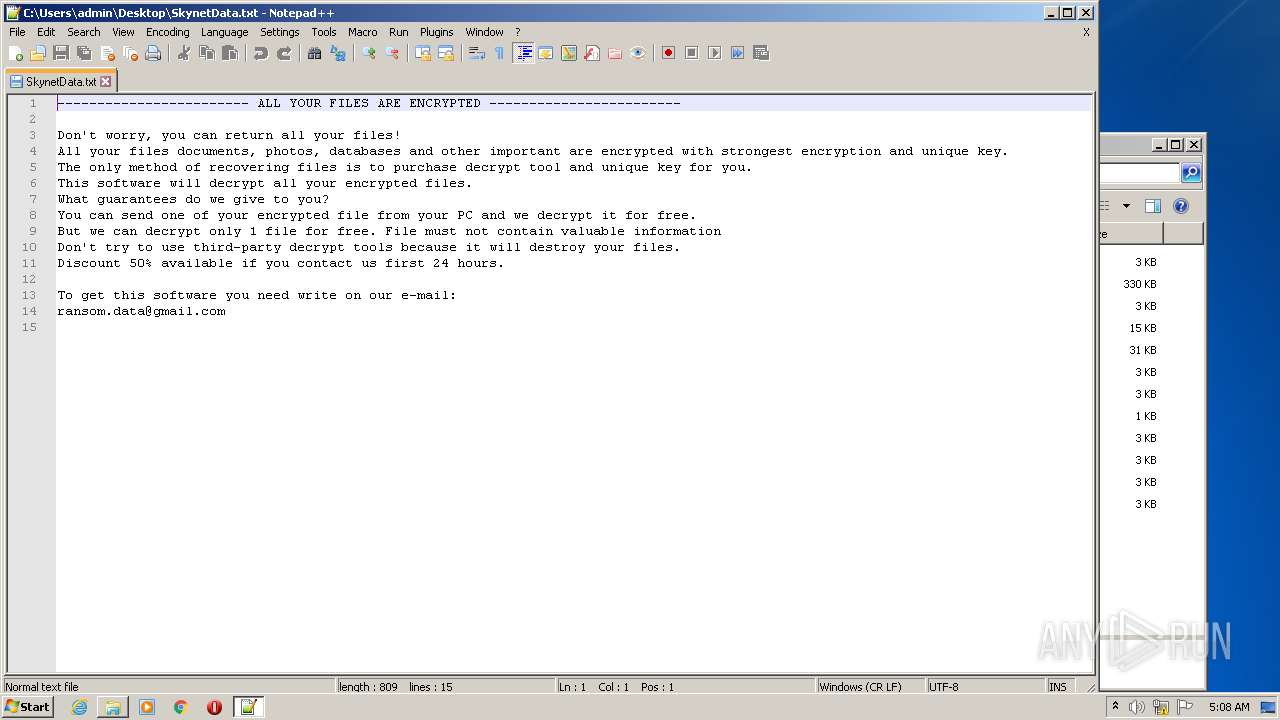 C:\Users\admin\Desktop\SkynetData.txt - Notepad++
File Edit Search View Encoding Language Settings Tools Macro Run Plugins Window ? X
SkynetData.txt
1 ------------------------ ALL YOUR FILES ARE ENCRYPTED ------------------------
2
3 Don't worry, you can return all your files!
4 All your files documents, photos, databases and other important are encrypted with strongest encryption and unique key.
5 The only method of recovering files is to purchase decrypt tool and unique key for you.
6 This software will decrypt all your encrypted files.
7 What guarantees do we give to you?
8 You can send one of your encrypted file from your PC and we decrypt it for free.
9 But we can decrypt only 1 file for free. File must not contain valuable information
10 Don't try to use third-party decrypt tools because it will destroy your files.
11 Discount 50% available if you contact us first 24 hours.
12
13 To get this software you need write on our e-mail:
14 ransom.data@gmail.com
15
ze
3 KB
330 KB
3 KB
15 KB
31 KB
3 KB
3 KB
1 KB
3 KB
3 KB
3 KB
3 KB
ANY RUN
Normal text file length : 809 lines : 15 Ln : 1 Col : 1 Pos : 1 Windows (CR LF) UTF-8 INS
Start 5:08 AM